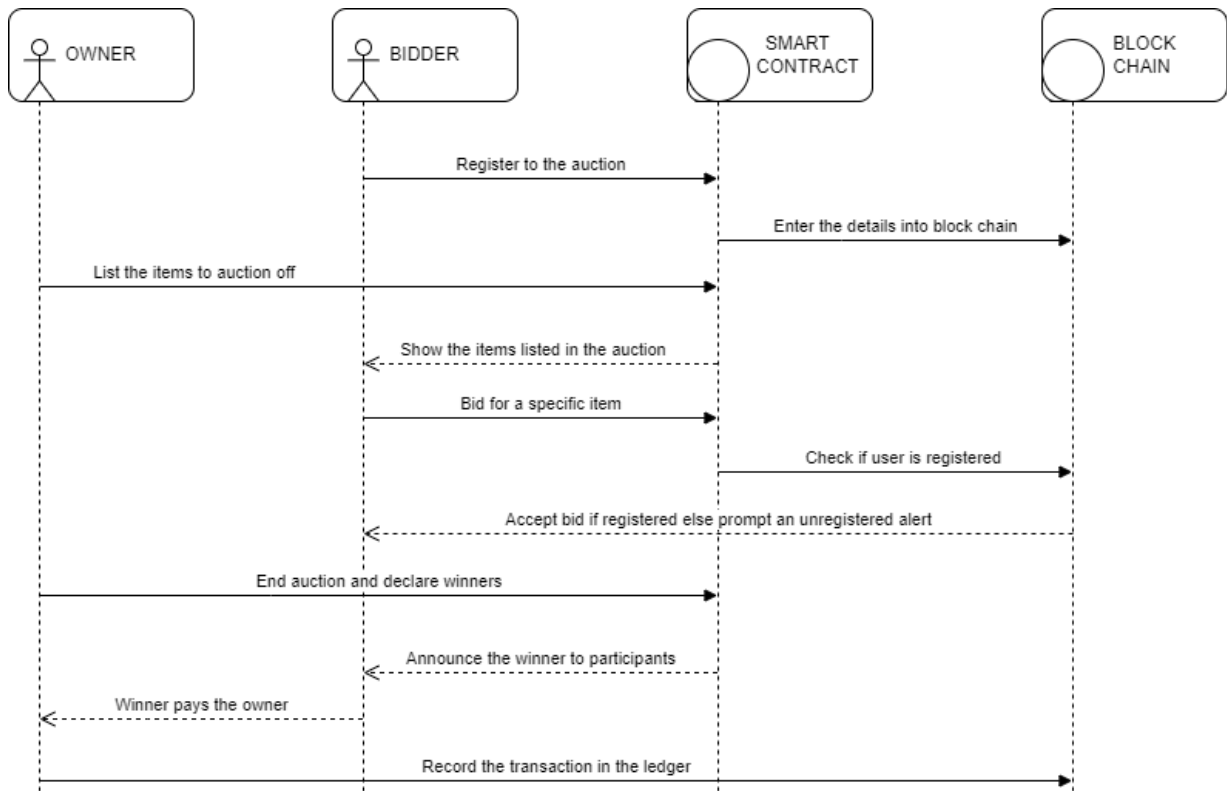 OWNER
BIDDER
SMART
CONTRACT
BLOCK
CHAIN
Register to the auction
Enter the details into block chain
List the items to auction off
Show the items listed in the auction
Bid for a specific item
Check if user is registered
Accept bid if registered else prompt an unregistered alert
End auction and declare winners
Announce the winner to participants
Winner pays the owner
Record the transaction in the ledger